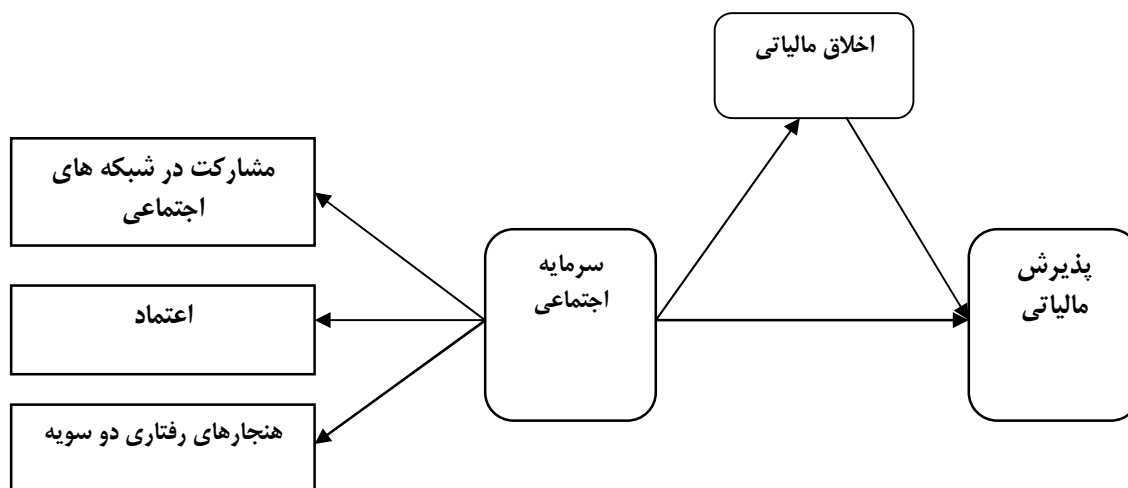 اخلاق مالیاتی
مشارکت در شبکه های
اجتماعی
سرمایه
اجتماعی
پذیرش
مالیاتی
اعتماد
هنجارهای رفتاری دو سویه